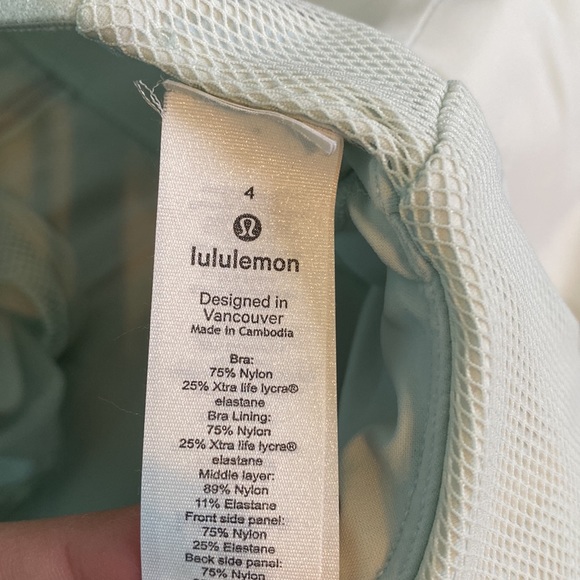 4
lululemon
Designed in
Vancouver
Made in Cambodia
Bra:
75% Nylon
25% Xtra life lycra®
elastane
Bra Lining:
75% Nylon
25% Xtra life lycra®
elastane
Middle layer:
89% Nylon
11% Elastane
Front side panel:
75% Nylon
25% Elastane
Back side panel:
75% Nylon